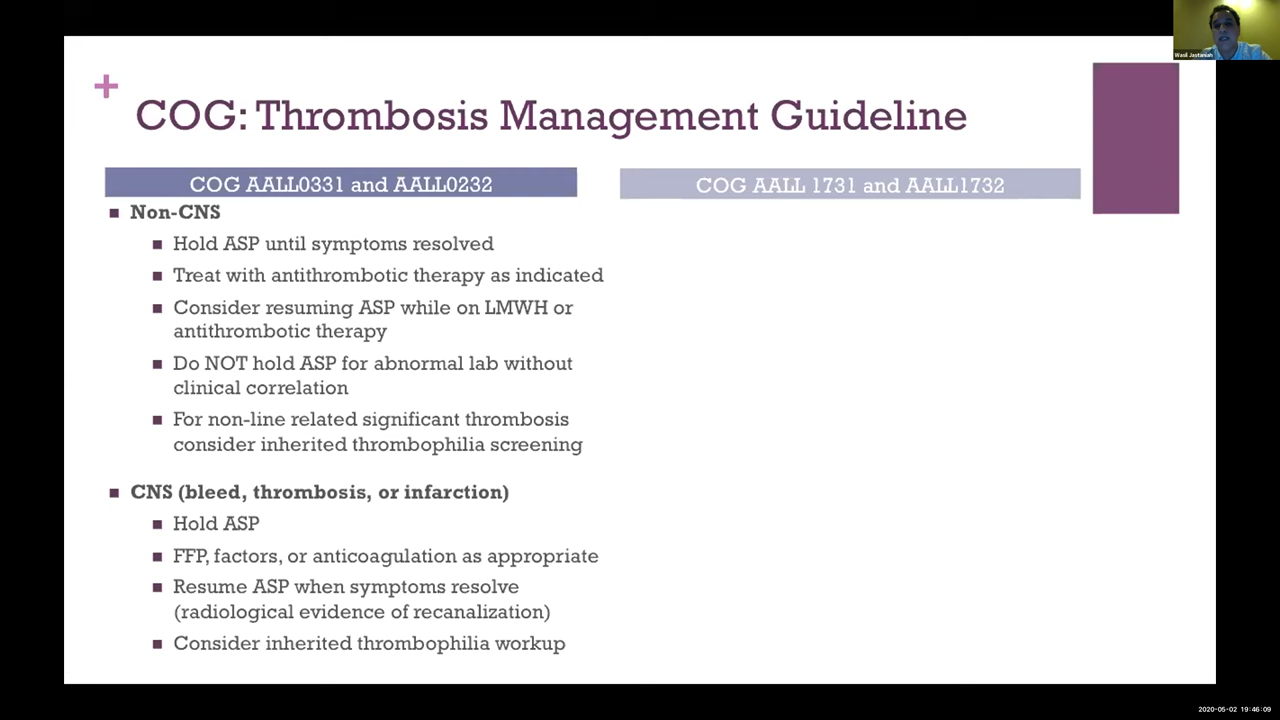 Wasil Jastaniah
+
COG: Thrombosis Management Guideline
COG AALL0331 and AALL0232
Non-CNS
Hold ASP until symptoms resolved
Treat with antithrombotic therapy as indicated
Consider resuming ASP while on LMWH or
antithrombotic therapy
Do NOT hold ASP for abnormal lab without
clinical correlation
For non-line related significant thrombosis
consider inherited thrombophilia screening
CNS (bleed, thrombosis, or infarction)
Hold ASP
FFP, factors, or anticoagulation as appropriate
Resume ASP when symptoms resolve
(radiological evidence of recanalization)
Consider inherited thrombophilia workup
COG AALL 1731 and AALL1732
2020-05-02 19:46:09